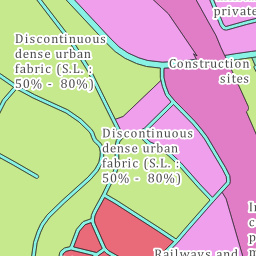 private
Discontinuous
dense urban
fabric (S.L. :
50% - 80%)
Construction
sites
Discontinuous
dense urban
fabric (S.L. :
50% - 80%)
Railways and